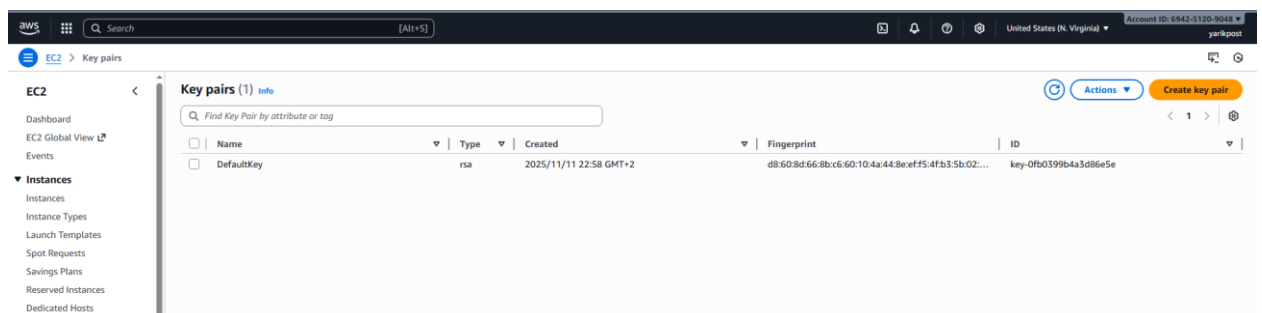 aws Search [Alt+S] United States (N. Virginia) ▼ Account ID: 6942-5120-9048 ▼
yarikpost
EC2 > Key pairs
EC2
Dashboard
EC2 Global View
Events
▼ Instances
Instances
Instance Types
Launch Templates
Spot Requests
Savings Plans
Reserved Instances
Dedicated Hosts
Key pairs (1) Info Actions ▼ Create key pair
Find Key Pair by attribute or tag < 1 >
Name Type Created Fingerprint ID
DefaultKey rsa 2025/11/11 22:58 GMT+2 d8:60:8d:66:8b:c6:60:10:4a:44:8e:ef:f5:4f:b3:5b:02:... key-0fb0399b4a3d86e5e